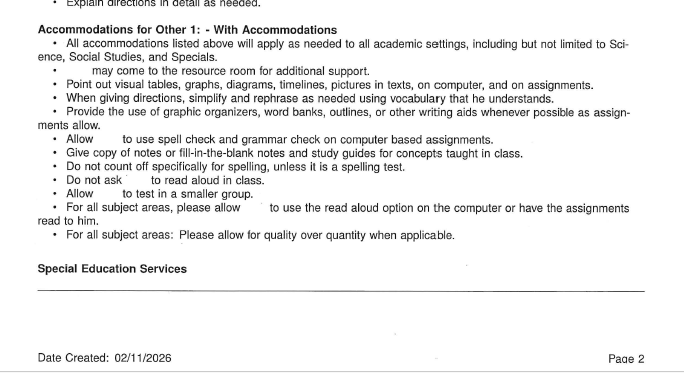 • Explain directions in detail as needed.
Accommodations for Other 1: - With Accommodations
• All accommodations listed above will apply as needed to all academic settings, including but not limited to Sci-
ence, Social Studies, and Specials.
• may come to the resource room for additional support.
• Point out visual tables, graphs, diagrams, timelines, pictures in texts, on computer, and on assignments.
• When giving directions, simplify and rephrase as needed using vocabulary that he understands.
• Provide the use of graphic organizers, word banks, outlines, or other writing aids whenever possible as assign-
ments allow.
• Allow to use spell check and grammar check on computer based assignments.
• Give copy of notes or fill-in-the-blank notes and study guides for concepts taught in class.
• Do not count off specifically for spelling, unless it is a spelling test.
• Do not ask to read aloud in class.
• Allow to test in a smaller group.
• For all subject areas, please allow to use the read aloud option on the computer or have the assignments
read to him.
• For all subject areas: Please allow for quality over quantity when applicable.
Special Education Services
Date Created: 02/11/2026
Page 2